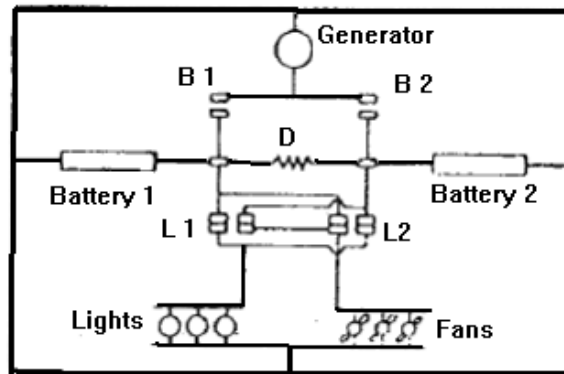 Generator
B 1
B 2
D
Battery 1
Battery 2
L 1
L2
Lights
Fans